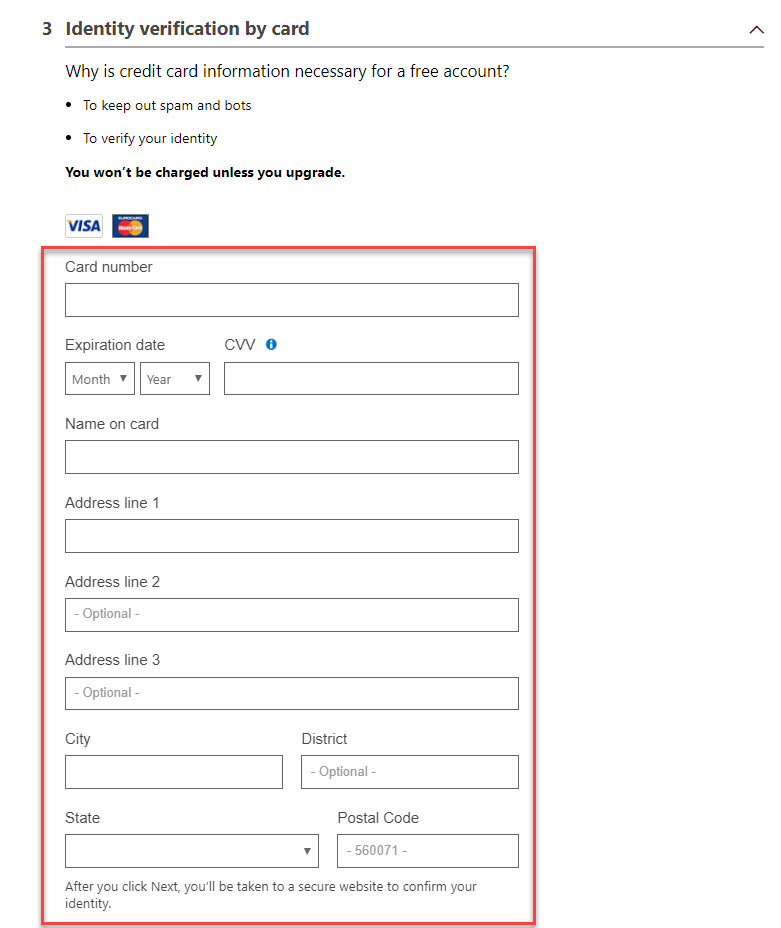 3 Identity verification by card
Why is credit card information necessary for a free account?
• To keep out spam and bots
• To verify your identity
You won't be charged unless you upgrade.
VISA
Card number
Expiration date CVV
Month Year
Name on card
Address line 1
Address line 2
- Optional -
Address line 3
- Optional -
City District
- Optional -
State Postal Code
- 560071 -
After you click Next, you'll be taken to a secure website to confirm your
identity.